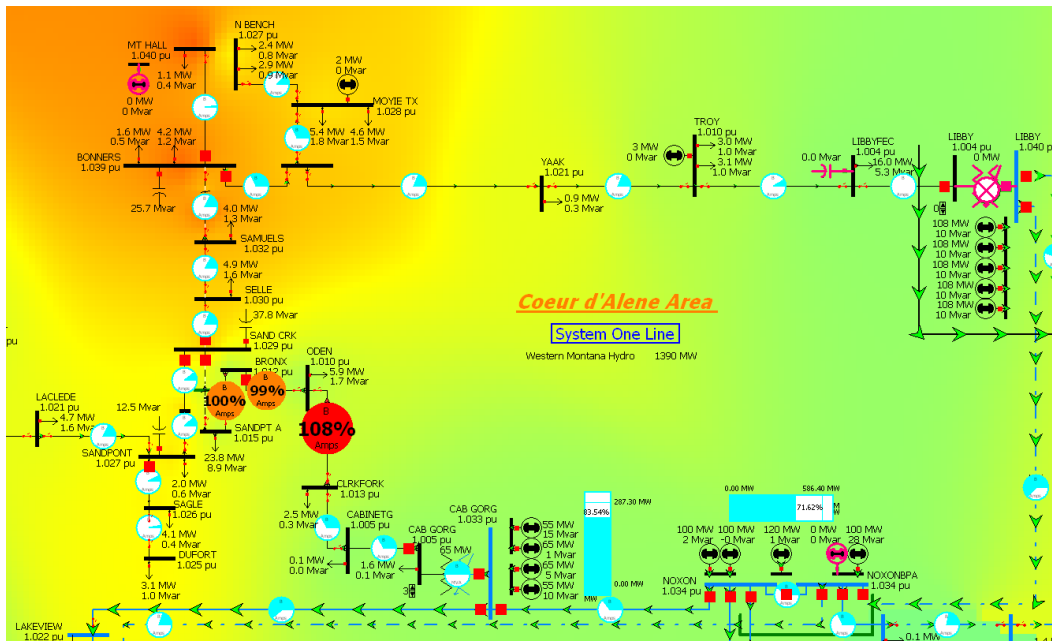 N BENCH
1.027 pu
2.4 MW
0.8 Mvar
2.9 MW
0.9 Mvar
MT HALL
1.040 pu
1.1 MW
0.4 Mvar
0 MW
0 Mvar
2 MW
0 Mvar
MOYIE TX
1.028 pu
5.4 MW
1.8 Mvar
4.6 MW
1.5 Mvar
1.6 MW
0.5 Mvar
4.2 MW
1.2 Mvar
BONNERS
1.039 pu
25.7 Mvar
YAAK
1.021 pu
0.9 MW
0.3 Mvar
TROY
1.010 pu
3 MW
0 Mvar
3.0 MW
1.0 Mvar
3.1 MW
1.0 Mvar
0.0 Mvar
LIBBYFEC
1.004 pu
16.0 MW
5.3 Mvar
LIBBY
1.004 pu
0 MW
LIBBY
1.040 pu
108 MW
10 Mvar
108 MW
10 Mvar
108 MW
10 Mvar
108 MW
10 Mvar
108 MW
10 Mvar
4.0 MW
1.3 Mvar
SAMUELS
1.032 pu
4.9 MW
1.6 Mvar
SELLE
1.030 pu
37.8 Mvar
SAND CRK
1.029 pu
BRONX
1.012 pu
ODEN
1.010 pu
5.9 MW
1.7 Mvar
Coeur d'Alene Area
System One Line
Western Montana Hydro 1390 MW
B
100%
Amps
B
99%
Amps
B
108%
Amps
pu
LACLEDE
1.021 pu
4.7 MW
1.6 Mvar
12.5 Mvar
SANDPT A
1.015 pu
23.8 MW
8.9 Mvar
SANDPONT
1.027 pu
2.0 MW
0.6 Mvar
SAGLE
1.026 pu
4.1 MW
0.4 Mvar
DUFORT
1.025 pu
3.1 MW
1.0 Mvar
CLRKFORK
1.013 pu
2.5 MW
0.3 Mvar
CABINETG
1.005 pu
0.1 MW
0.0 Mvar
CAB GORG
1.005 pu
65 MW
1.6 MW
0.1 Mvar
CAB GORG
1.033 pu
55 MW
15 Mvar
65 MW
1 Mvar
65 MW
5 Mvar
55 MW
10 Mvar
287.30 MW
83.54%
0.00 MW
MW
0.00 MW
586.40 MW
71.62%
100 MW
2 Mvar
100 MW
-0 Mvar
120 MW
1 Mvar
0 MW
0 Mvar
100 MW
28 Mvar
NOXON
1.034 pu
NOXONBPA
1.034 pu
LAKEVIEW
1.022 pu
0.1 MW